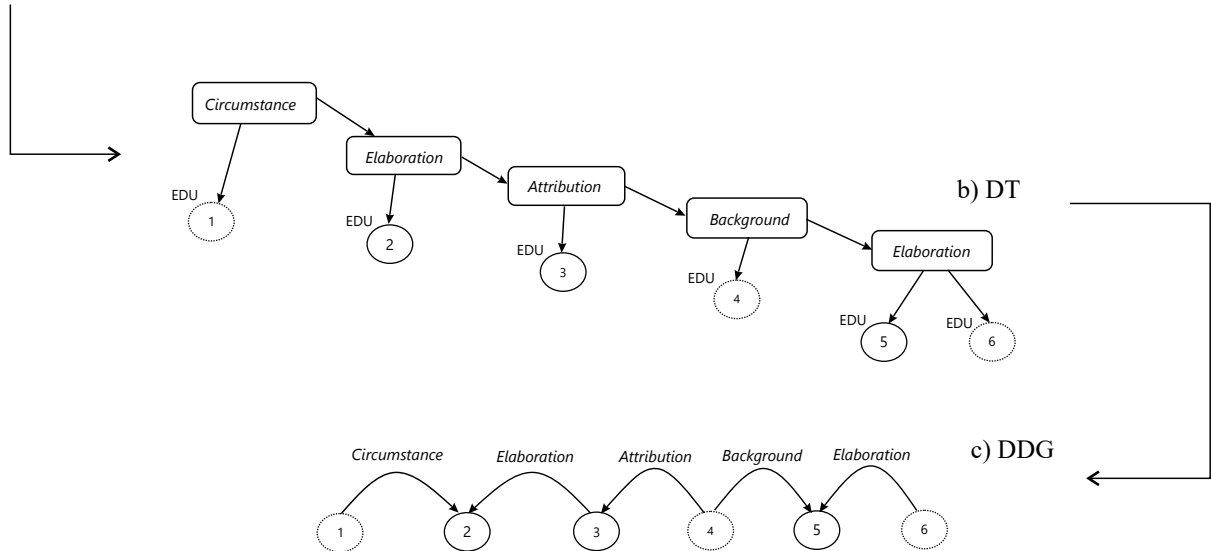 Circumstance
Elaboration
Attribution
b) DT
EDU
1
EDU
2
EDU
3
Background
EDU
4
Elaboration
EDU
5
EDU
6
c) DDG
Circumstance Elaboration Attribution Background Elaboration
1 2 3 4 5 6